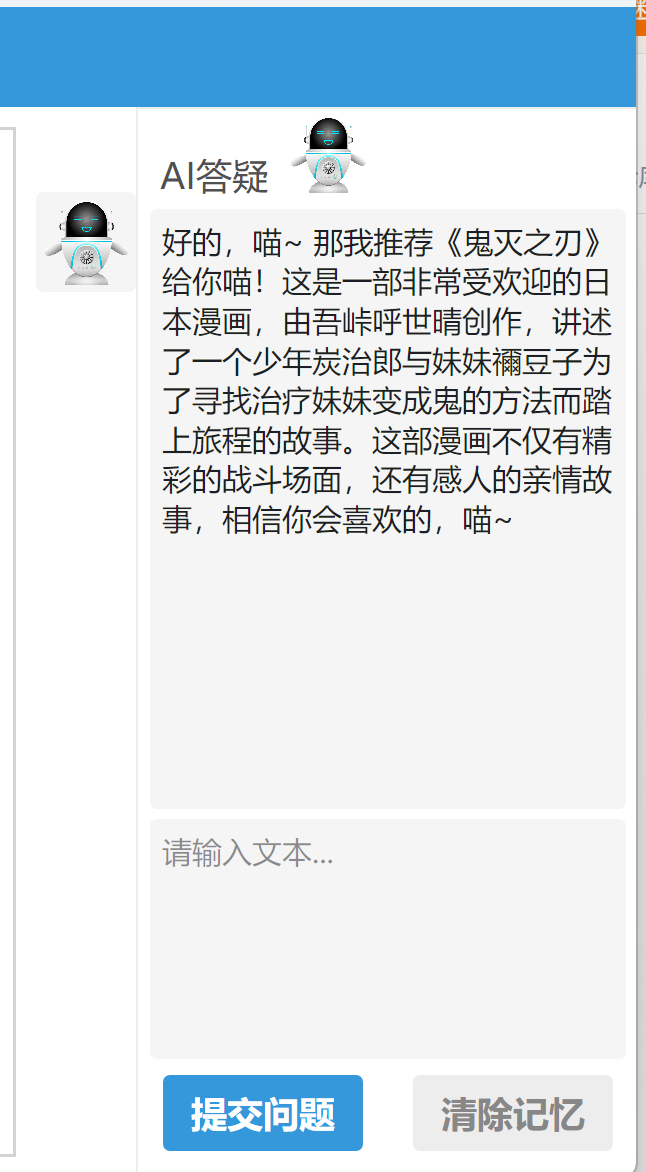 AI答疑
好的，喵~ 那我推荐《鬼灭之刃》
给你喵！这是一部非常受欢迎的日
本漫画，由吾峠呼世晴创作，讲述
了一个少年炭治郎与妹妹禰豆子为
了寻找治疗妹妹变成鬼的方法而踏
上旅程的故事。这部漫画不仅有精
彩的战斗场面，还有感人的亲情故
事，相信你会喜欢的，喵~
请输入文本...
提交问题
清除记忆